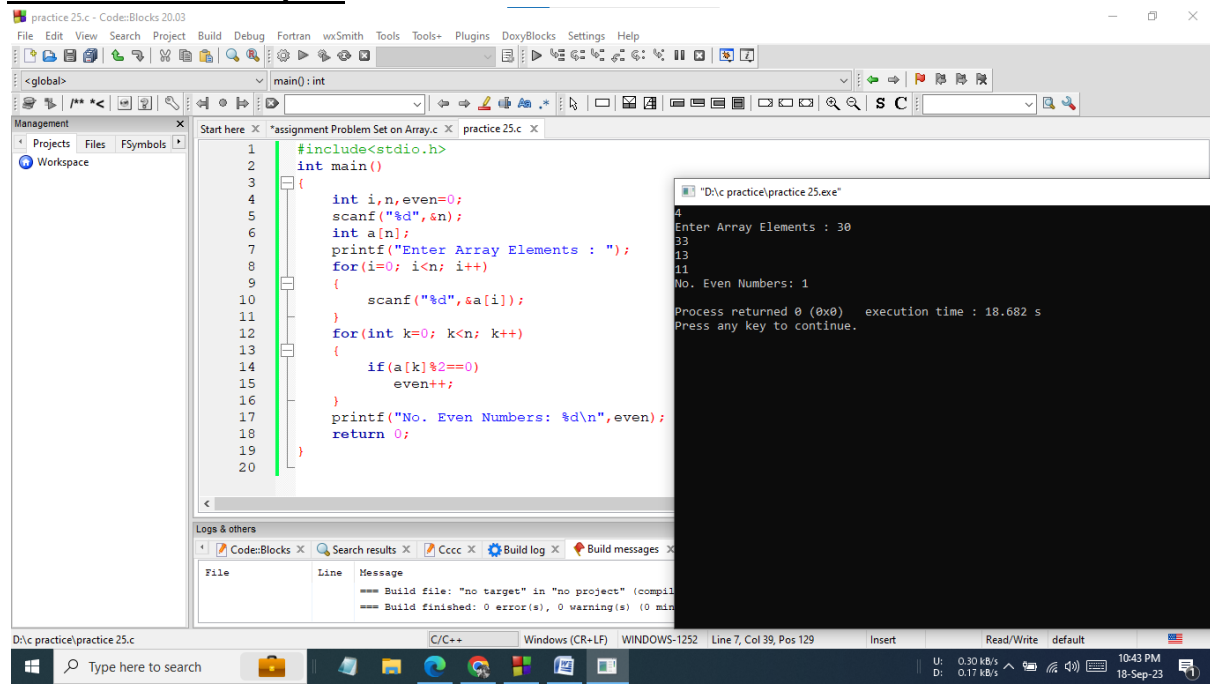 practice 25.c - Code::Blocks 20.03
File Edit View Search Project Build Debug Fortran wxSmith Tools Tools+ Plugins DoxyBlocks Settings Help
<global>
main() : int
/** *<
S C
Management
Projects Files FSymbols
Workspace
Start here *assignment Problem Set on Array.c practice 25.c
1 #include<stdio.h>
2 int main()
3 {
4 int i,n,even=0;
5 scanf("%d",&n);
6 int a[n];
7 printf("Enter Array Elements : ");
8 for(i=0; i<n; i++)
9 {
10 scanf("%d",&a[i]);
11 }
12 for(int k=0; k<n; k++)
13 {
14 if(a[k]%2==0)
15 even++;
16 }
17 printf("No. Even Numbers: %d\n",even);
18 return 0;
19 }
20
"D:\c practice\practice 25.exe"
4
Enter Array Elements : 30
33
13
11
No. Even Numbers: 1
Process returned 0 (0x0) execution time : 18.682 s
Press any key to continue.
Logs & others
Code::Blocks Search results Cccc Build log Build messages
File Line Message
=== Build file: "no target" in "no project" (compil
=== Build finished: 0 error(s), 0 warning(s) (0 min
D:\c practice\practice 25.c C/C++ Windows (CR+LF) WINDOWS-1252 Line 7, Col 39, Pos 129 Insert Read/Write default
Type here to search
U: 0.30 kB/s
D: 0.17 kB/s
10:43 PM
18-Sep-23
1